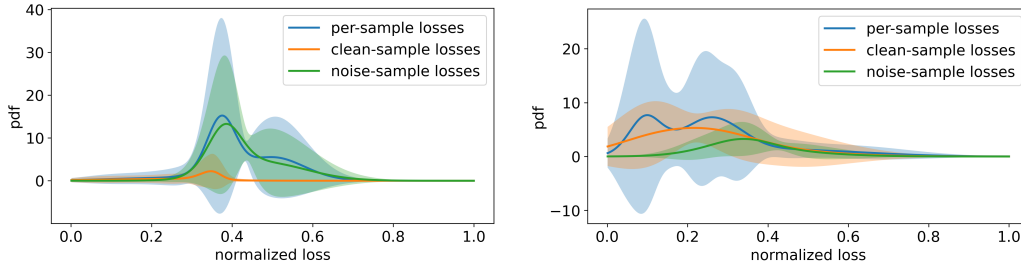 40
30
20
10
0
pdf
0.0 0.2 0.4 0.6 0.8 1.0
normalized loss
per-sample losses
clean-sample losses
noise-sample losses
20
10
0
−10
pdf
0.0 0.2 0.4 0.6 0.8 1.0
normalized loss
per-sample losses
clean-sample losses
noise-sample losses